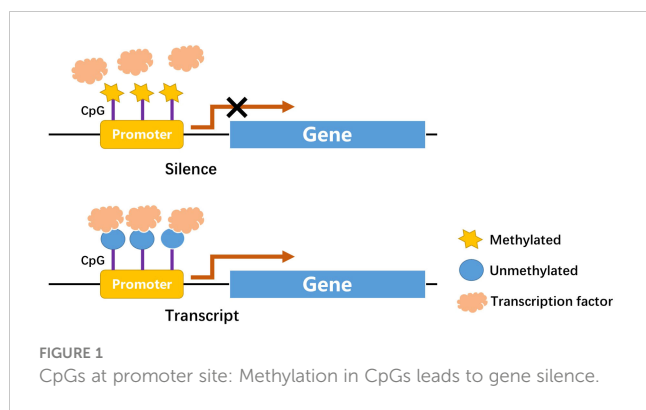 CpG
Promoter
Gene
Silence
CpG
Promoter
Gene
Transcript
Methylated
Unmethylated
Transcription factor
FIGURE 1
CpGs at promoter site: Methylation in CpGs leads to gene silence.